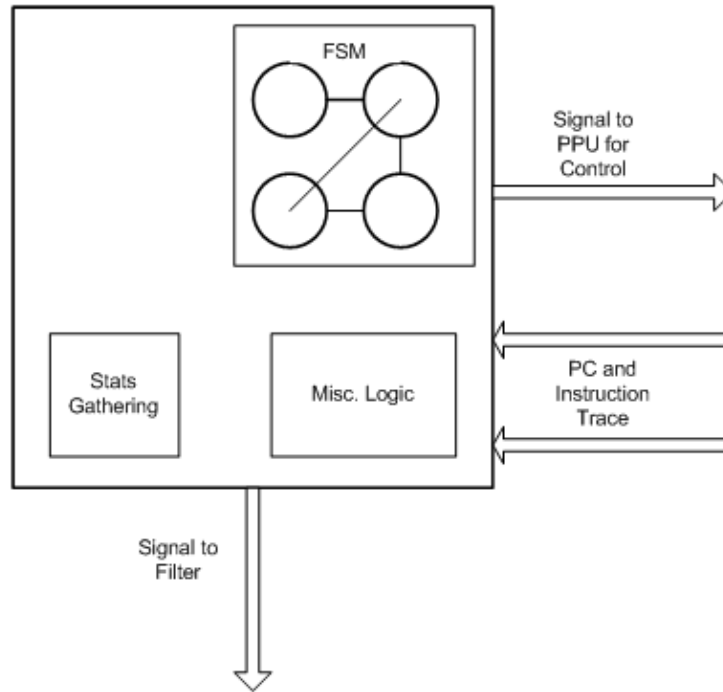 FSM
Signal to
PPU for
Control
Stats
Gathering
Misc. Logic
PC and
Instruction
Trace
Signal to
Filter